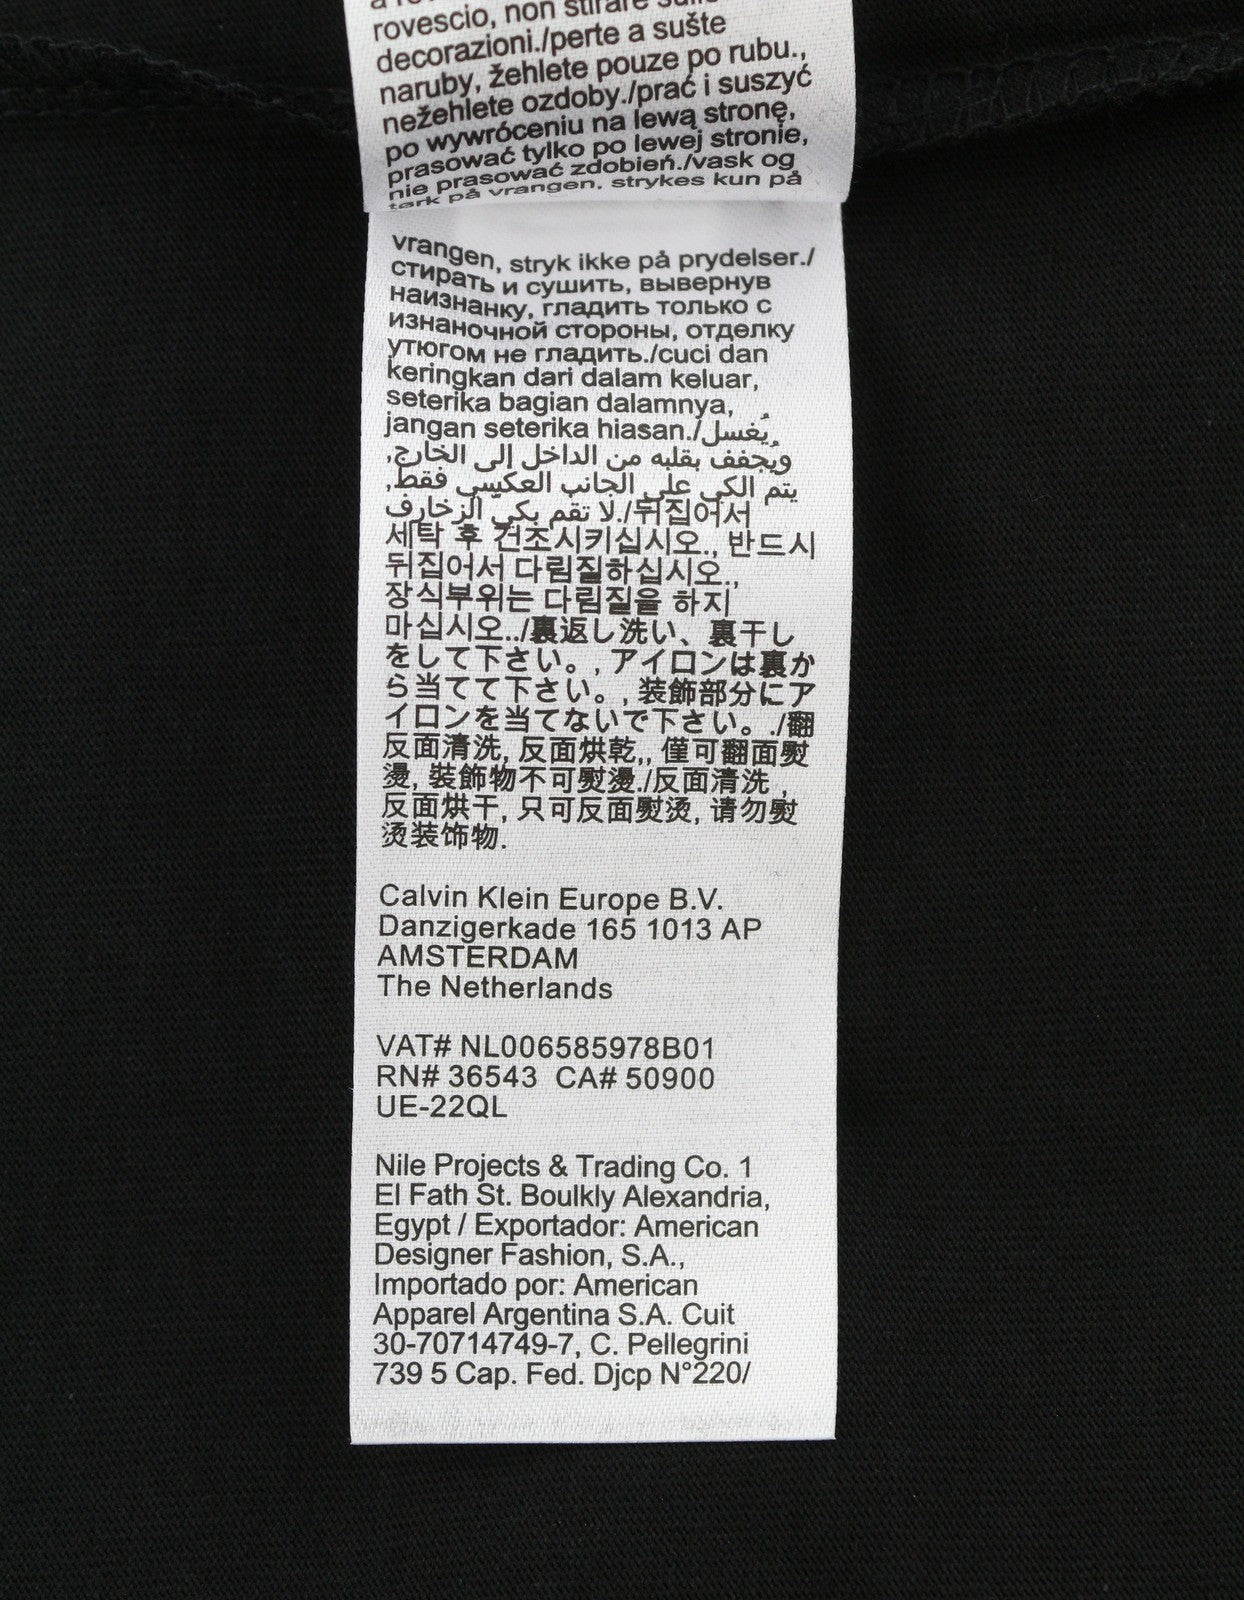 rovescio, non stirare sulle
decorazioni./perte a sušte
naruby, žehlete pouze po rubu.,
nežehlete ozdoby./prać i suszyć
po wywróceniu na lewą stronę,
prasować tylko po lewej stronie,
nie prasować zdobień./vask og
tørk på vrangen. strykes kun på
vrangen, stryk ikke på prydelser./
стирать и сушить, вывернув
наизнанку, гладить только с
изнаночной стороны, отделку
утюгом не гладить./cuci dan
keringkan dari dalam keluar,
seterika bagian dalamnya,
jangan seterika hiasan./يُغسل
ويُجفف بقلبه من الداخل إلى الخارج,
يتم الكي على الجانب العكسي فقط,
لا تقم بكيّ الزخارف./뒤집어서
세탁 후 건조시키십시오., 반드시
뒤집어서 다림질하십시오.,
장식부위는 다림질을 하지
마십시오../裏返し洗い、裏干し
をして下さい。, アイロンは裏か
ら当てて下さい。, 装飾部分にア
イロンを当てないで下さい。./翻
反面清洗, 反面烘乾,, 僅可翻面熨
燙, 裝飾物不可熨燙./反面清洗 ,
反面烘干, 只可反面熨烫, 请勿熨
烫装饰物.
Calvin Klein Europe B.V.
Danzigerkade 165 1013 AP
AMSTERDAM
The Netherlands
VAT# NL006585978B01
RN# 36543 CA# 50900
UE-22QL
Nile Projects & Trading Co. 1
El Fath St. Boulkly Alexandria,
Egypt / Exportador: American
Designer Fashion, S.A.,
Importado por: American
Apparel Argentina S.A. Cuit
30-70714749-7, C. Pellegrini
739 5 Cap. Fed. Djcp N°220/